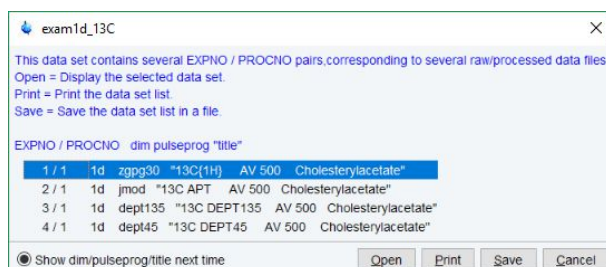 exam1d_13C
This data set contains several EXPNO / PROCNO pairs,corresponding to several raw/processed data files
Open = Display the selected data set.
Print = Print the data set list.
Save = Save the data set list in a file.
EXPNO / PROCNO dim pulseprog "title"
1 / 1 1d zgpg30 "13C{1H} AV 500 Cholesterylacetate"
2 / 1 1d jmod "13C APT AV 500 Cholesterylacetate"
3 / 1 1d dept135 "13C DEPT135 AV 500 Cholesterylacetate"
4 / 1 1d dept45 "13C DEPT45 AV 500 Cholesterylacetate"
Show dim/pulseprog/title next time Open Print Save Cancel